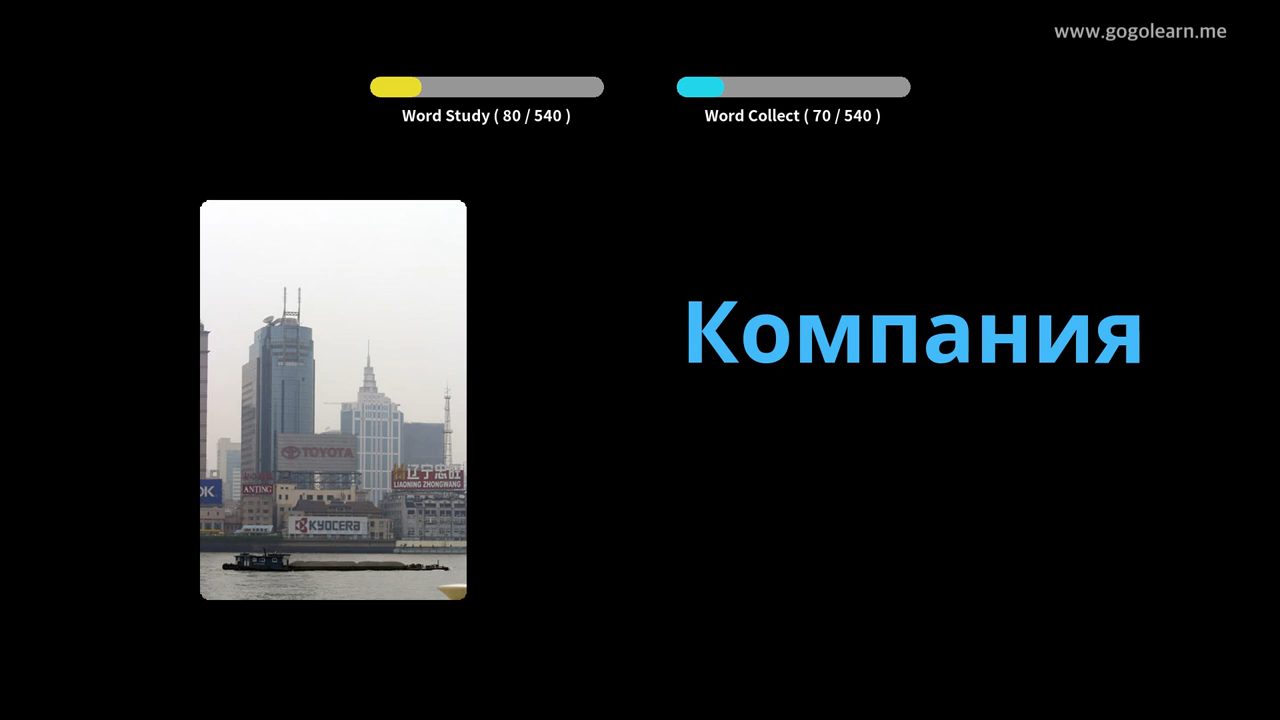 www.gogolearn.me
Word Study ( 80 / 540 )
Word Collect ( 70 / 540 )
Компания
TOYOTA
辽宁忠旺
LIAONING ZHONGWANG
ANTING
KYOCERA